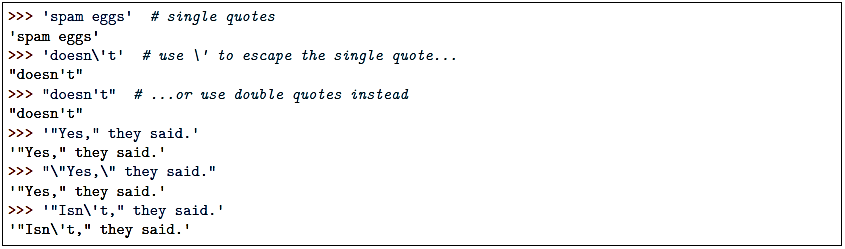 >>> 'spam eggs'  # single quotes
'spam eggs'
>>> 'doesn\'t'  # use \' to escape the single quote...
"doesn't"
>>> "doesn't"  # ...or use double quotes instead
"doesn't"
>>> '"Yes," they said.'
'"Yes," they said.'
>>> "\"Yes,\" they said."
'"Yes," they said.'
>>> '"Isn\'t," they said.'
'"Isn\'t," they said.'